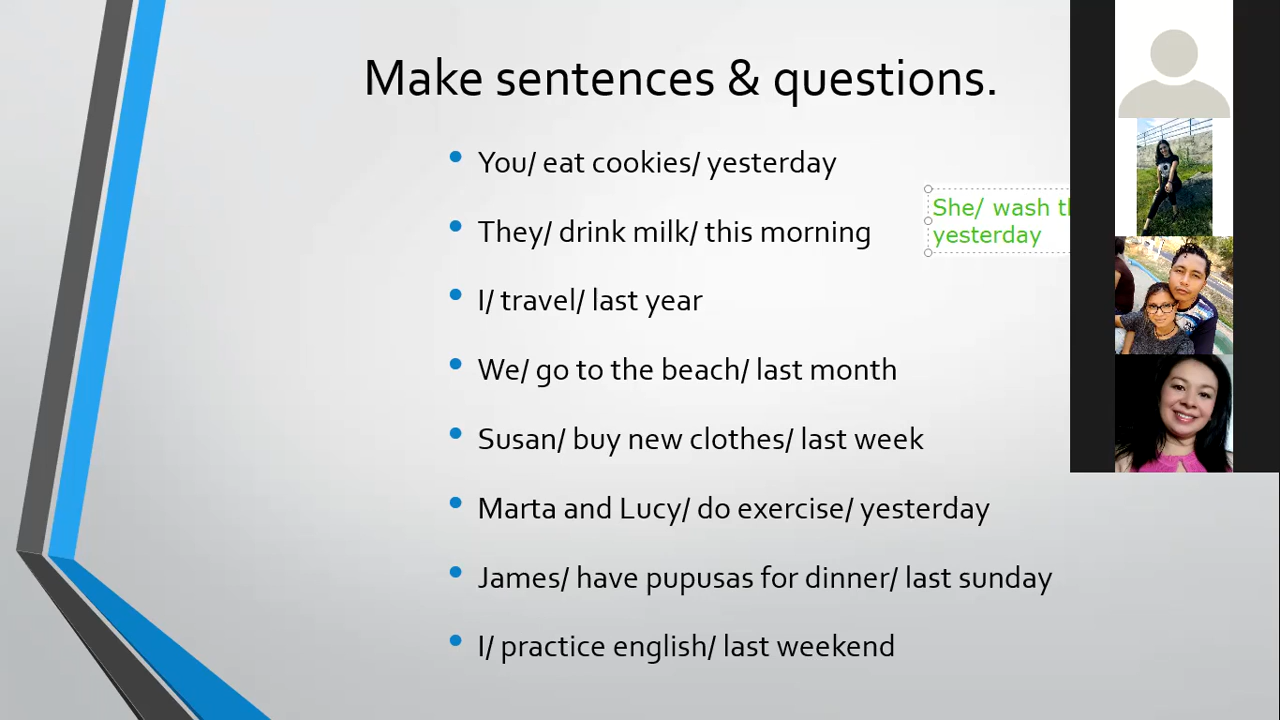 Make sentences & questions.
You/ eat cookies/ yesterday
They/ drink milk/ this morning
She/ wash
yesterday
I/ travel/ last year
We/ go to the beach/ last month
Susan/ buy new clothes/ last week
Marta and Lucy/ do exercise/ yesterday
James/ have pupusas for dinner/ last sunday
I/ practice english/ last weekend